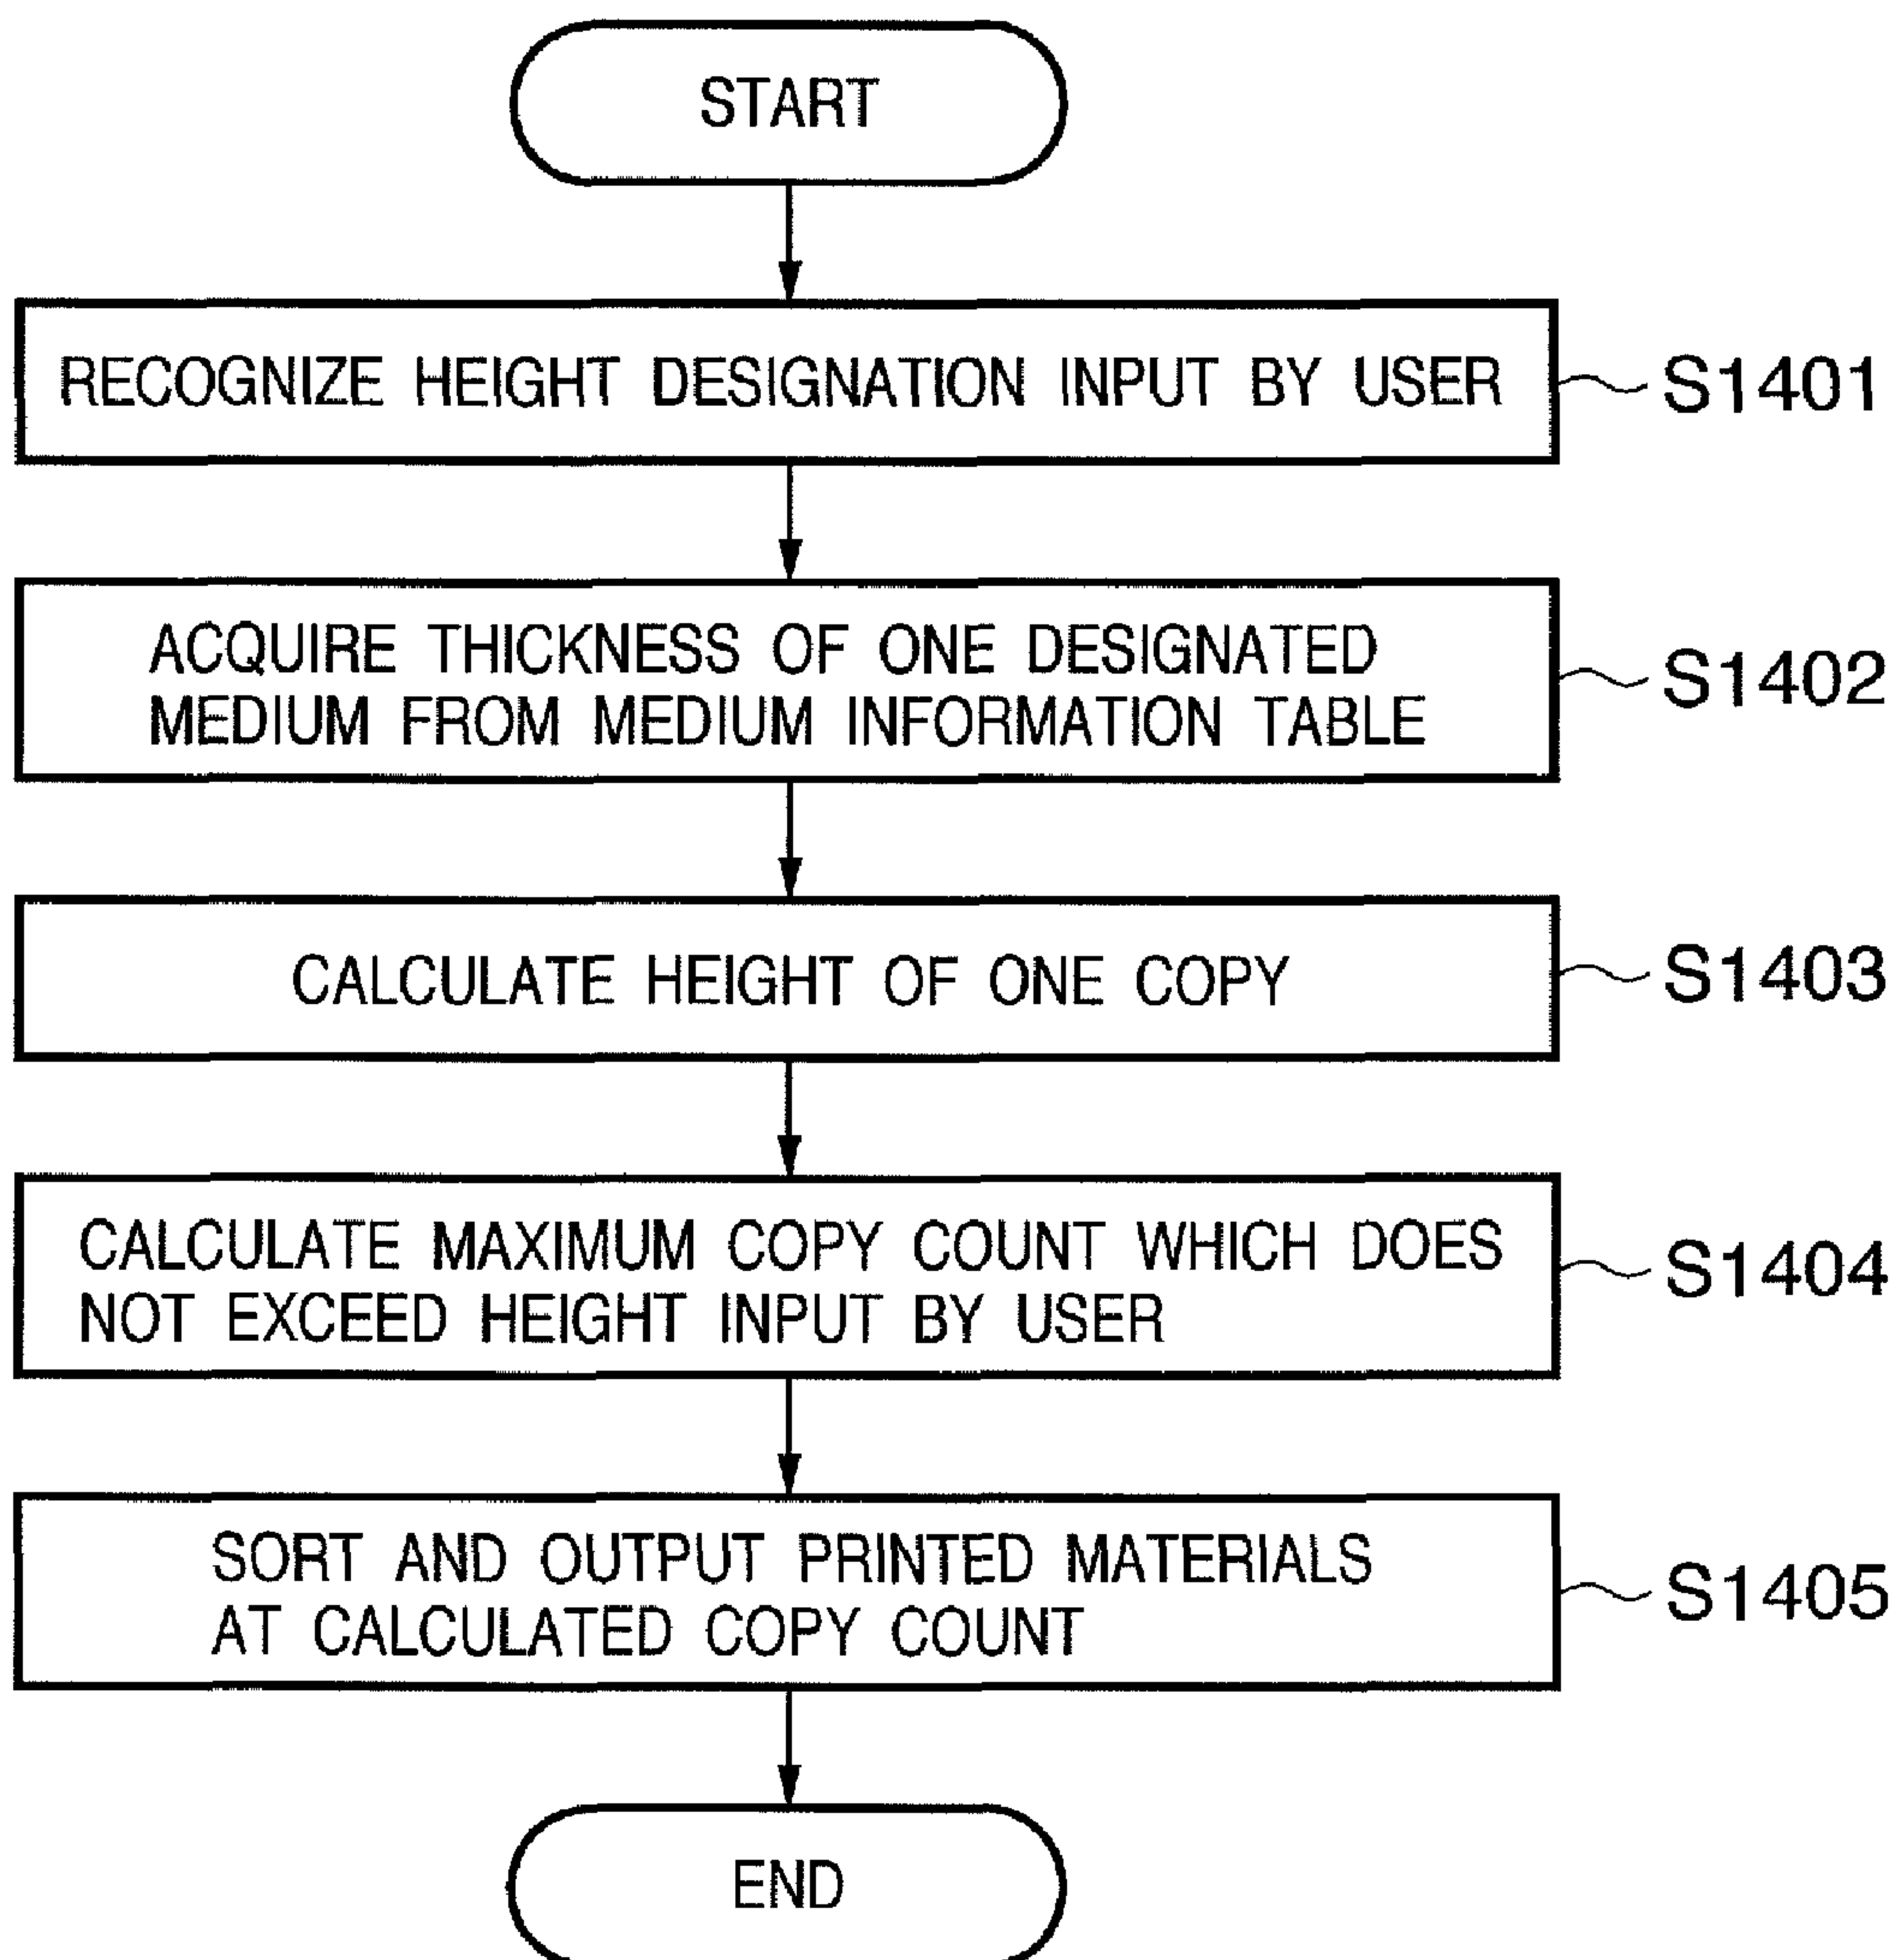 START
RECOGNIZE HEIGHT DESIGNATION INPUT BY USER
S1401
ACQUIRE THICKNESS OF ONE DESIGNATED
MEDIUM FROM MEDIUM INFORMATION TABLE
S1402
CALCULATE HEIGHT OF ONE COPY
S1403
CALCULATE MAXIMUM COPY COUNT WHICH DOES
NOT EXCEED HEIGHT INPUT BY USER
S1404
SORT AND OUTPUT PRINTED MATERIALS
AT CALCULATED COPY COUNT
S1405
END